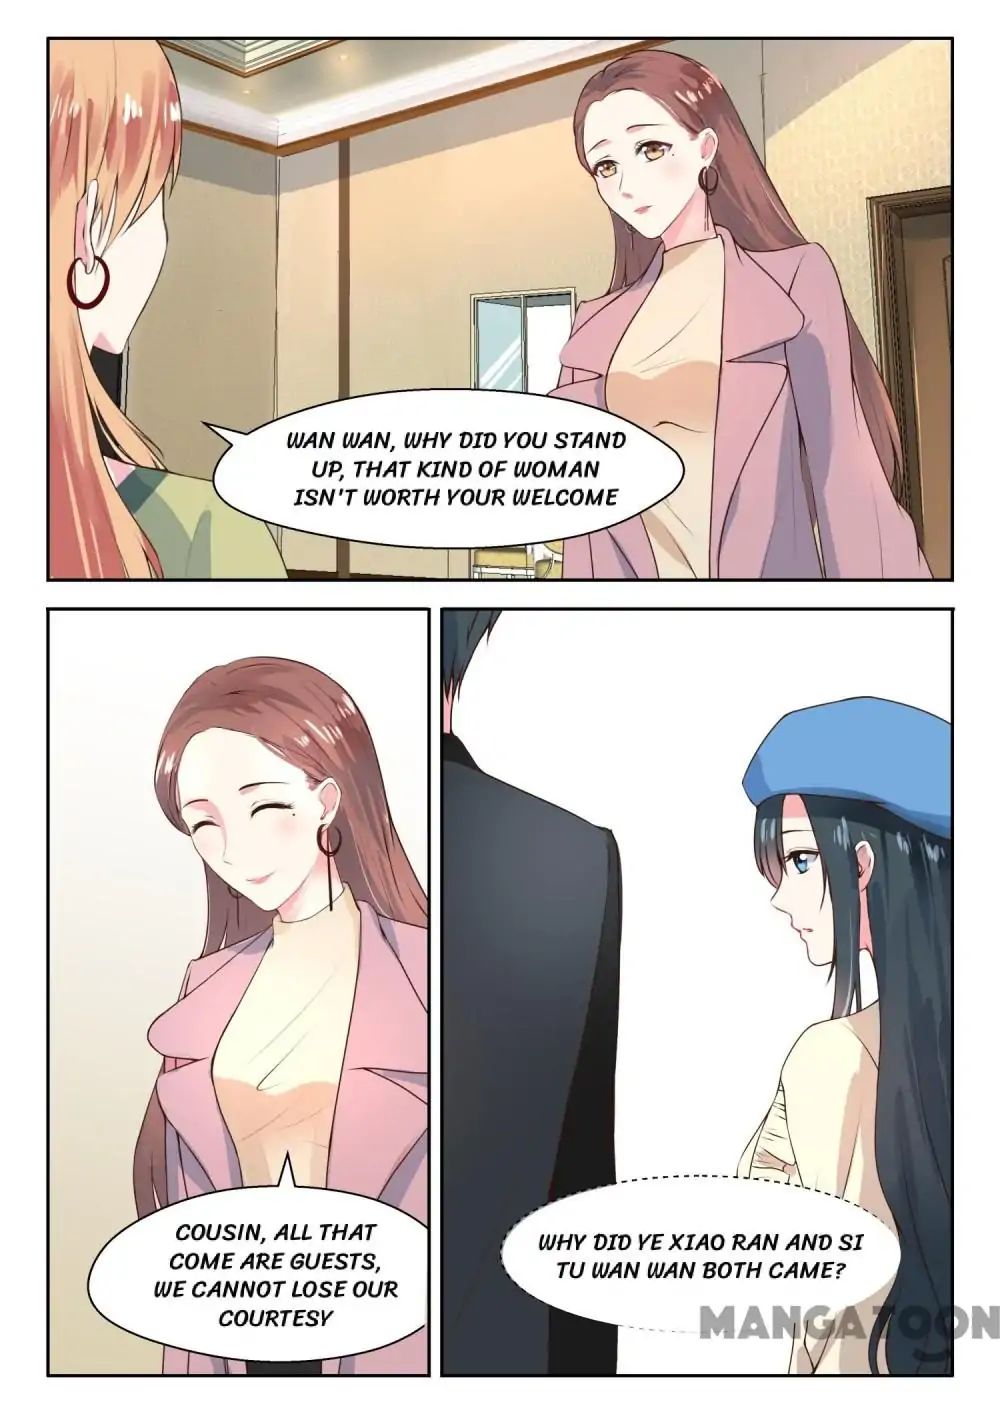 WAN WAN, WHY DID YOU STAND
UP, THAT KIND OF WOMAN
ISN'T WORTH YOUR WELCOME
COUSIN, ALL THAT
COME ARE GUESTS,
WE CANNOT LOSE OUR
COURTESY
WHY DID YE XIAO RAN AND SI
TU WAN WAN BOTH CAME?
MANGATOON